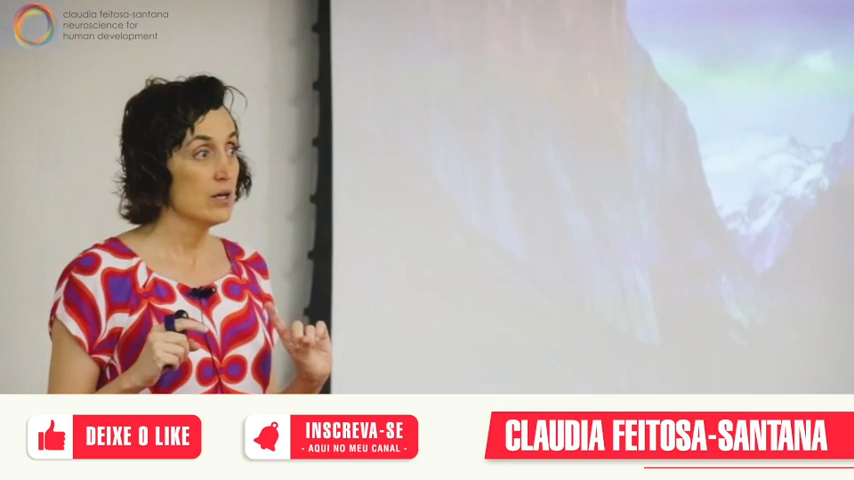 claudia feitosa-santana
neuroscience for
human development
DEIXE O LIKE
INSCREVA-SE
- AQUI NO MEU CANAL -
CLAUDIA FEITOSA-SANTANA